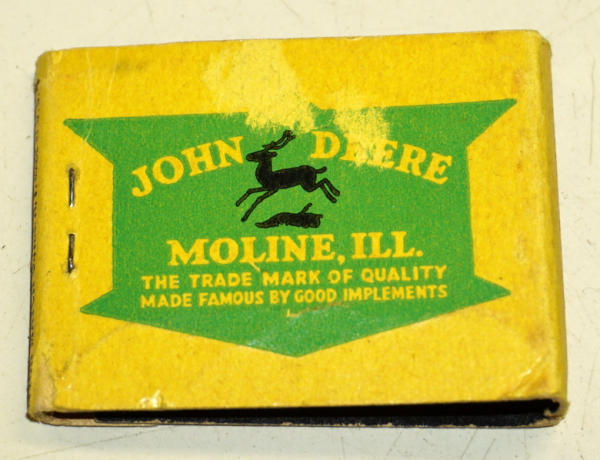 JOHN DEERE
MOLINE, ILL.
THE TRADE MARK OF QUALITY
MADE FAMOUS BY GOOD IMPLEMENTS